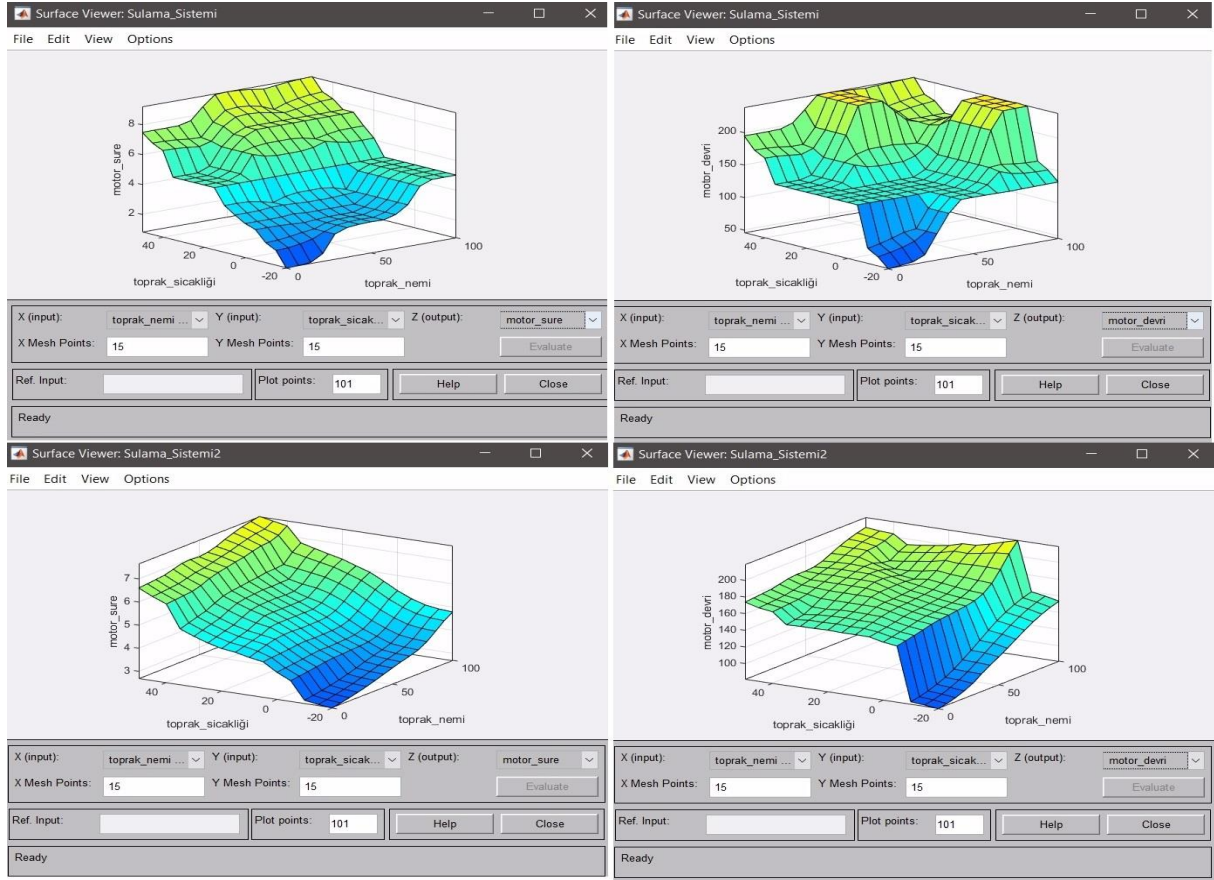 Surface Viewer: Sulama_Sistemi
File Edit View Options
8
6
4
2
motor_sure
40
20
0
-20
toprak_sicakliği
0
50
100
toprak_nemi
X (input): toprak_nemi ... Y (input): toprak_sicak... Z (output): motor_sure
X Mesh Points: 15 Y Mesh Points: 15 Evaluate
Ref. Input: Plot points: 101 Help Close
Ready
Surface Viewer: Sulama_Sistemi
File Edit View Options
200
150
100
50
motor_devri
40
20
0
-20
toprak_sicakliği
0
50
100
toprak_nemi
X (input): toprak_nemi ... Y (input): toprak_sicak... Z (output): motor_devri
X Mesh Points: 15 Y Mesh Points: 15 Evaluate
Ref. Input: Plot points: 101 Help Close
Ready
Surface Viewer: Sulama_Sistemi2
File Edit View Options
7
6
5
4
3
motor_sure
40
20
0
-20
toprak_sicakliği
0
50
100
toprak_nemi
X (input): toprak_nemi ... Y (input): toprak_sicak... Z (output): motor_sure
X Mesh Points: 15 Y Mesh Points: 15 Evaluate
Ref. Input: Plot points: 101 Help Close
Ready
Surface Viewer: Sulama_Sistemi2
File Edit View Options
200
180
160
140
120
100
motor_devri
40
20
0
-20
toprak_sicakliği
0
50
100
toprak_nemi
X (input): toprak_nemi ... Y (input): toprak_sicak... Z (output): motor_devri
X Mesh Points: 15 Y Mesh Points: 15 Evaluate
Ref. Input: Plot points: 101 Help Close
Ready